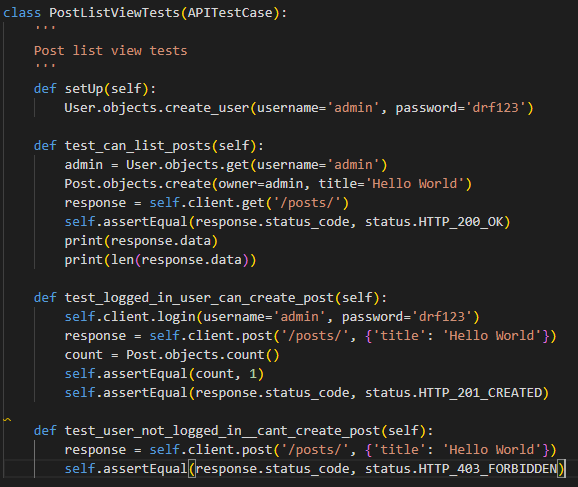 class PostListViewTests(APITestCase):
    '''
    Post list view tests
    '''
    def setUp(self):
        User.objects.create_user(username='admin', password='drf123')

    def test_can_list_posts(self):
        admin = User.objects.get(username='admin')
        Post.objects.create(owner=admin, title='Hello World')
        response = self.client.get('/posts/')
        self.assertEqual(response.status_code, status.HTTP_200_OK)
        print(response.data)
        print(len(response.data))

    def test_logged_in_user_can_create_post(self):
        self.client.login(username='admin', password='drf123')
        response = self.client.post('/posts/', {'title': 'Hello World'})
        count = Post.objects.count()
        self.assertEqual(count, 1)
        self.assertEqual(response.status_code, status.HTTP_201_CREATED)

    def test_user_not_logged_in__cant_create_post(self):
        response = self.client.post('/posts/', {'title': 'Hello World'})
        self.assertEqual(response.status_code, status.HTTP_403_FORBIDDEN)